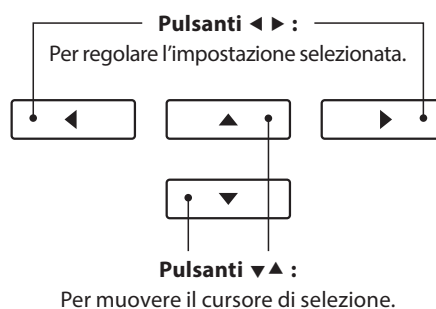 Pulsanti ◀ ▶ :
Per regolare l'impostazione selezionata.
Pulsanti ▼▲ :
Per muovere il cursore di selezione.